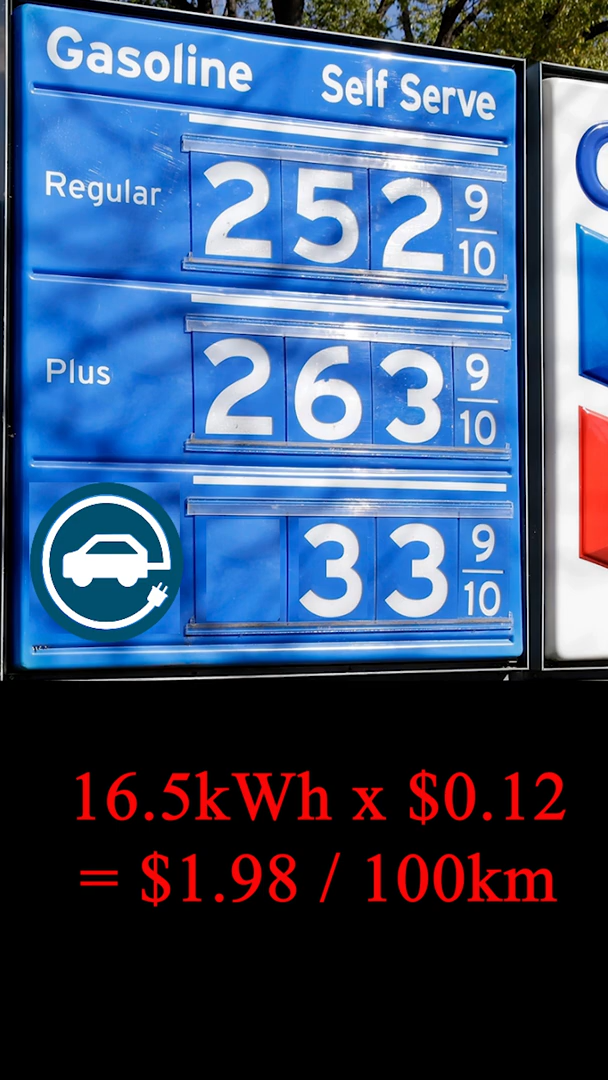 Gasoline Self Serve
Regular 252 9/10
Plus 263 9/10
33 9/10
16.5kWh x $0.12
= $1.98 / 100km